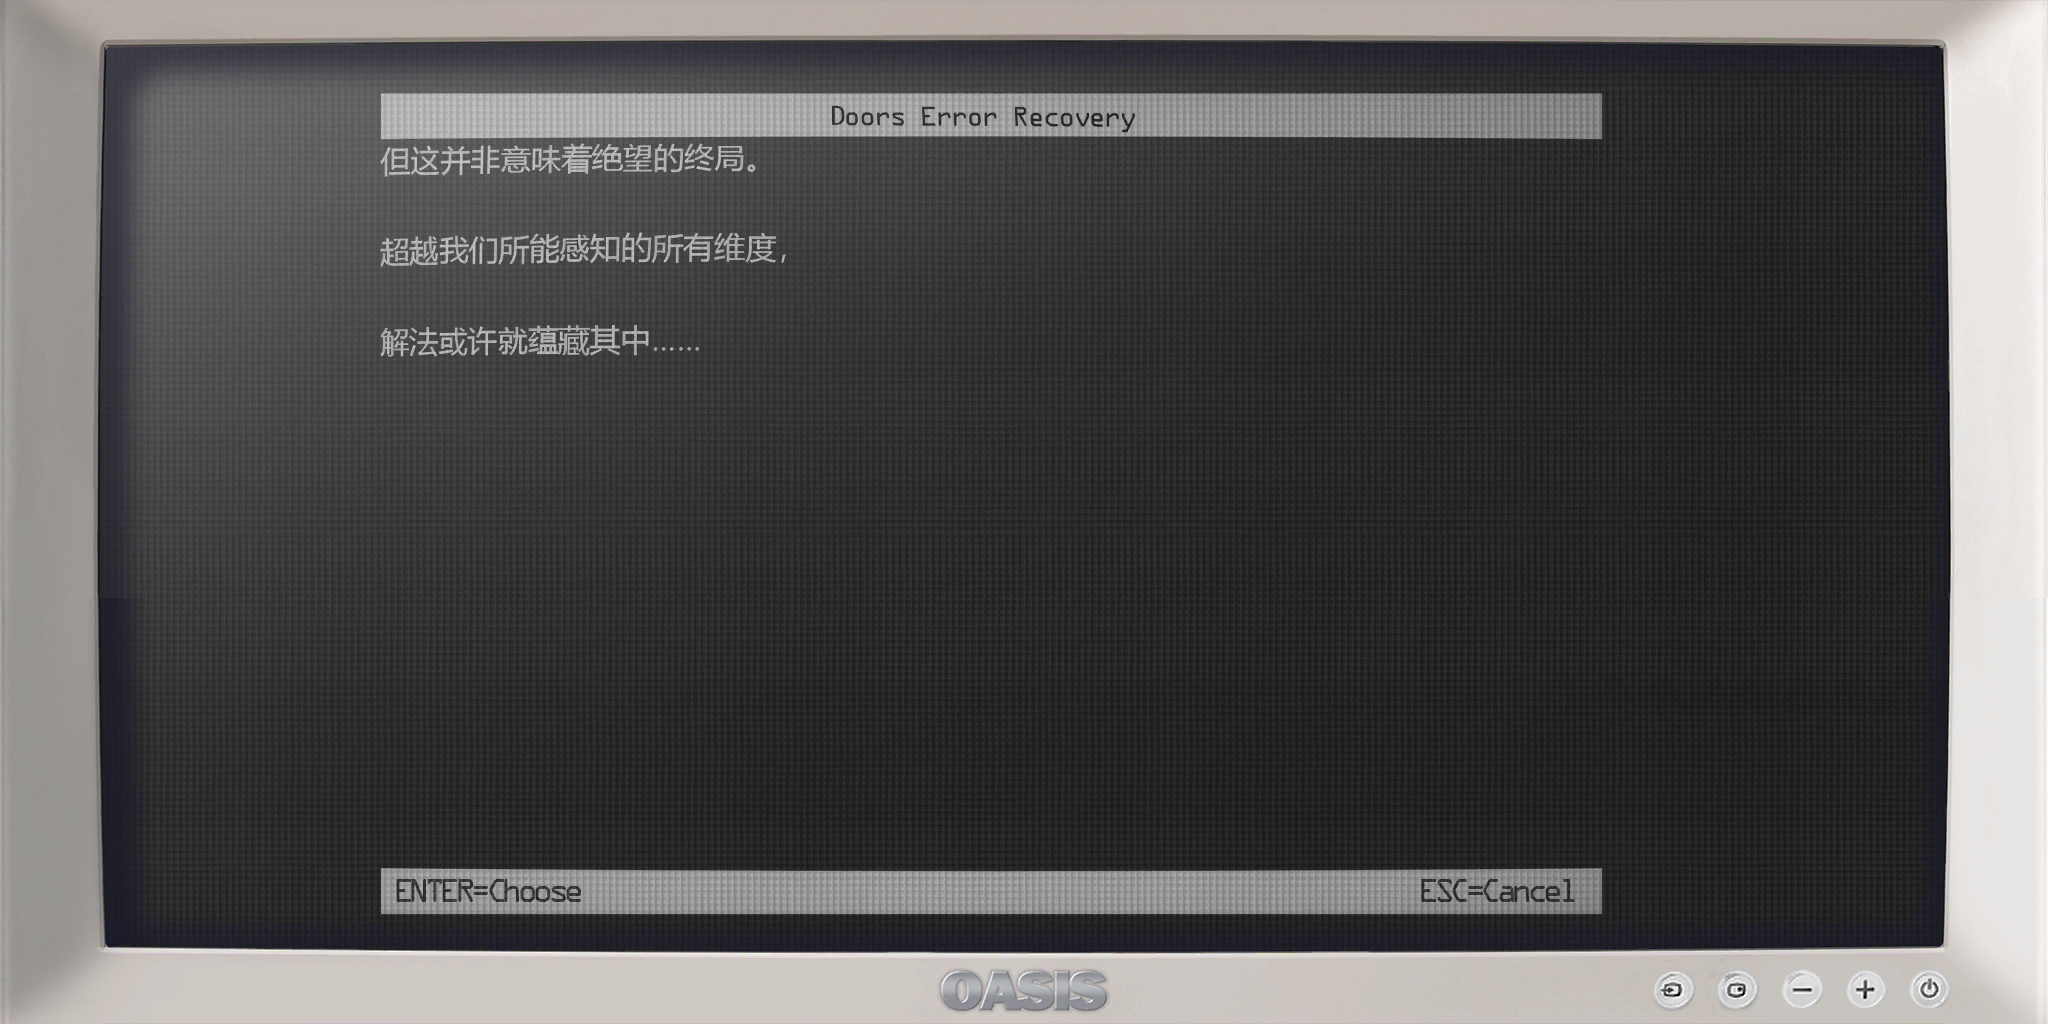 Doors Error Recovery
但这并非意味着绝望的终局。
超越我们所能感知的所有维度，
解法或许就蕴藏其中……
ENTER=Choose
ESC=Cancel
OASIS